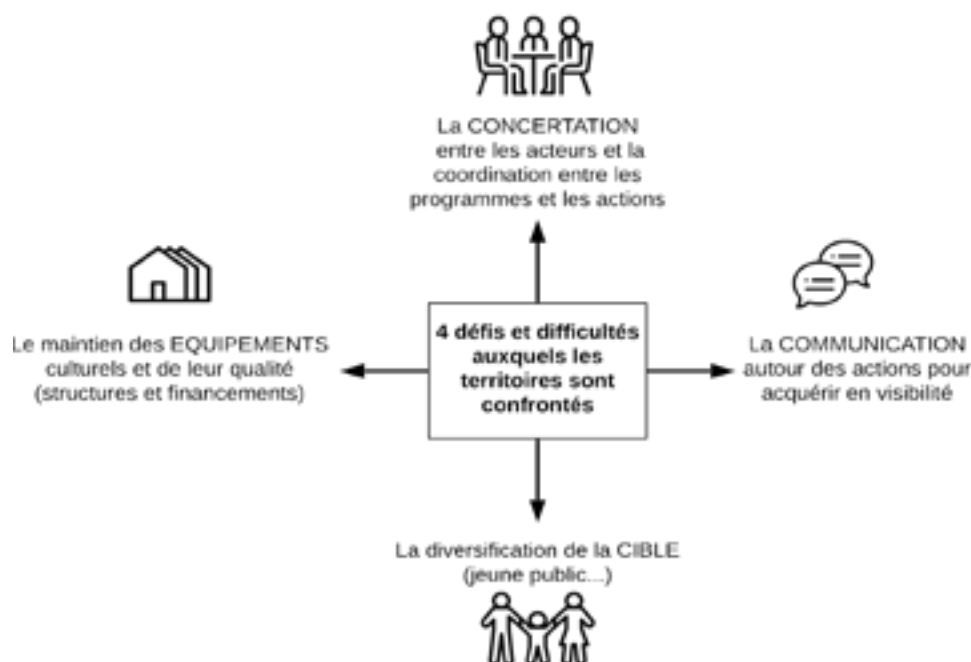 La CONCERTATION
entre les acteurs et la
coordination entre les
programmes et les actions
Le maintien des EQUIPEMENTS
culturels et de leur qualité
(structures et financements)
4 défis et difficultés
auxquels les
territoires sont
confrontés
La COMMUNICATION
autour des actions pour
acquérir en visibilité
La diversification de la CIBLE
(jeune public...)